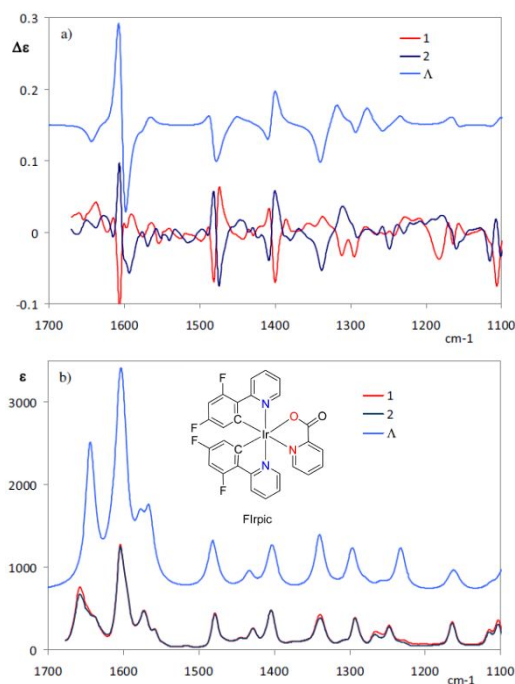 0.3
Δε
a)
1
2
Λ
0.2
0.1
0
-0.1
1700
1600
1500
1400
1300
1200
1100
cm-1
ε
b)
1
2
Λ
3000
2000
1000
0
F
F
F
F
N
N
N
C
C
Ir
O
O
FIrpic
1700
1600
1500
1400
1300
1200
1100
cm-1